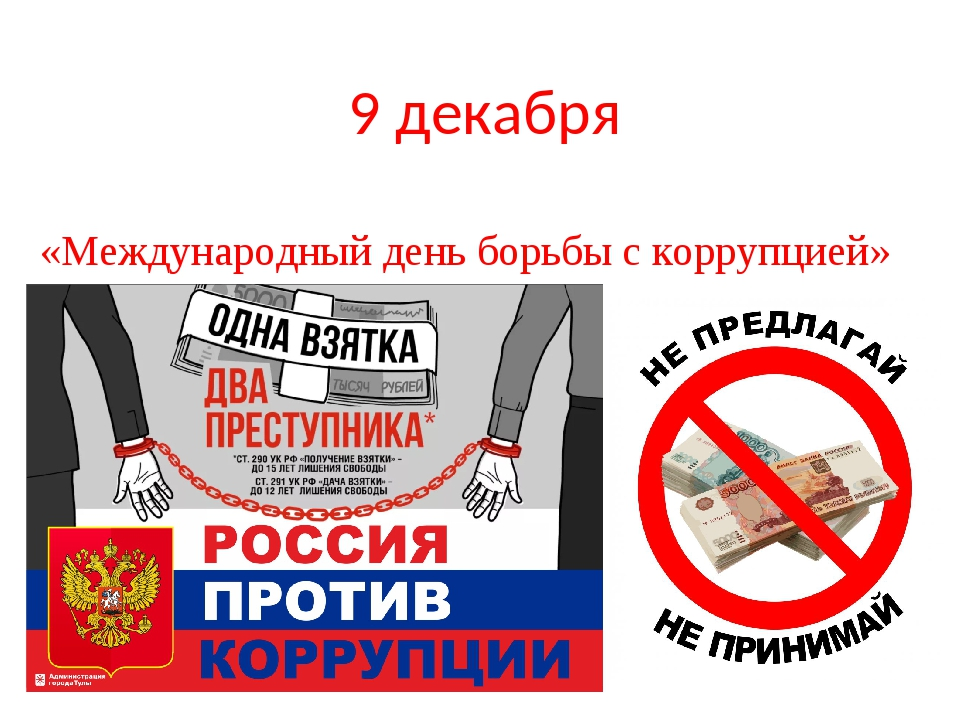 9 декабря
«Международный день борьбы с коррупцией»
5000
ОДНА ВЗЯТКА
ТЫСЯЧ РУБЛЕЙ
ДВА
ПРЕСТУПНИКА*
*СТ. 290 УК РФ «ПОЛУЧЕНИЕ ВЗЯТКИ» –
ДО 15 ЛЕТ ЛИШЕНИЯ СВОБОДЫ
СТ. 291 УК РФ «ДАЧА ВЗЯТКИ» –
ДО 12 ЛЕТ ЛИШЕНИЯ СВОБОДЫ
РОССИЯ
ПРОТИВ
КОРРУПЦИИ
Администрация
города Тулы
НЕ ПРЕДЛАГАЙ
НЕ ПРИНИМАЙ